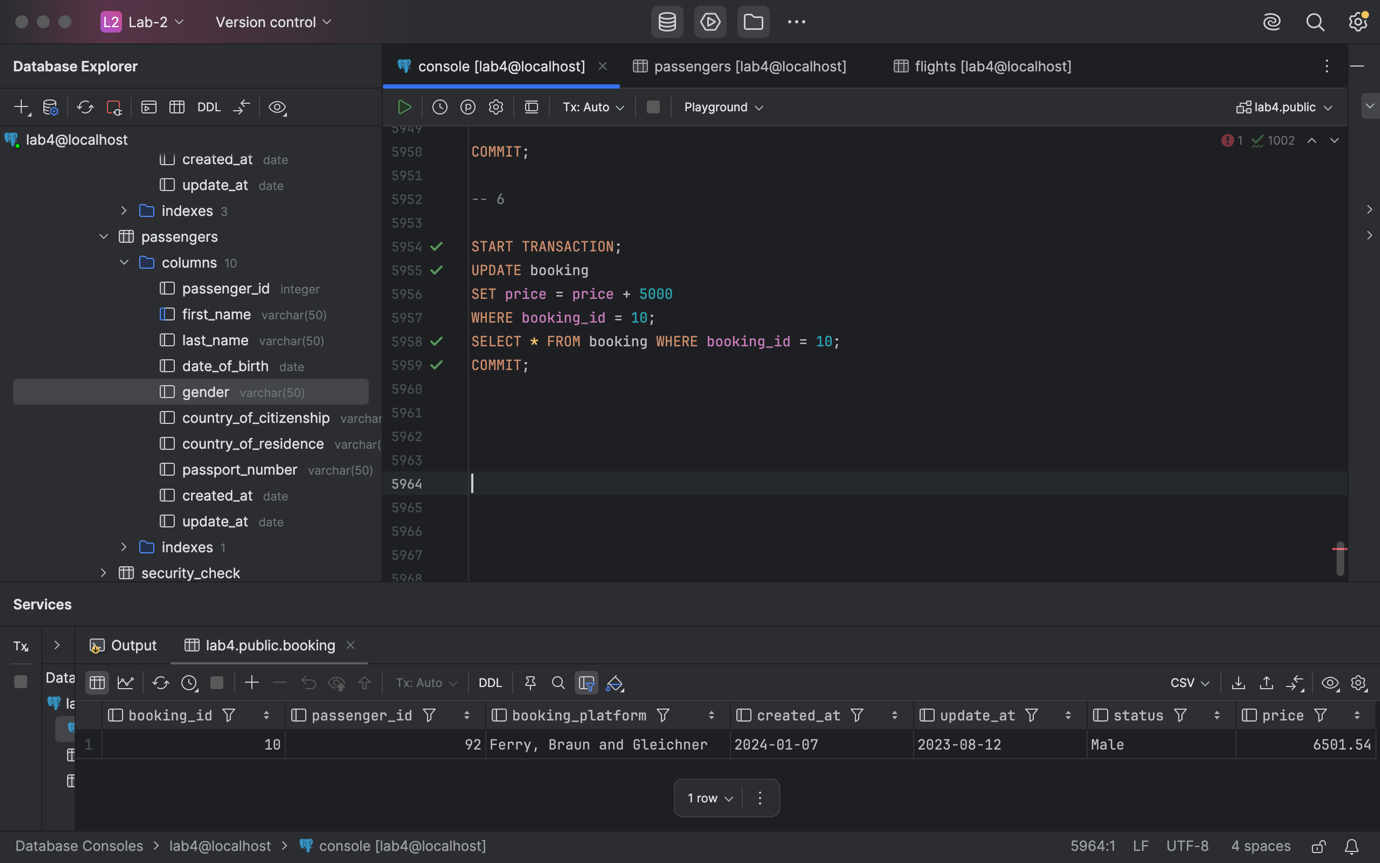 L2 Lab-2 Version control
Database Explorer
console [lab4@localhost] passengers [lab4@localhost] flights [lab4@localhost]
DDL
Tx: Auto Playground lab4.public
lab4@localhost
created_at date
update_at date
indexes 3
passengers
columns 10
passenger_id integer
first_name varchar(50)
last_name varchar(50)
date_of_birth date
gender varchar(50)
country_of_citizenship varchar
country_of_residence varchar(
passport_number varchar(50)
created_at date
update_at date
indexes 1
security_check
1 1002
5949
5950 COMMIT;
5951
5952 -- 6
5953
5954 START TRANSACTION;
5955 UPDATE booking
5956 SET price = price + 5000
5957 WHERE booking_id = 10;
5958 SELECT * FROM booking WHERE booking_id = 10;
5959 COMMIT;
5960
5961
5962
5963
5964
5965
5966
5967
5968
Services
Tx Output lab4.public.booking
Data
la
Tx: Auto DDL CSV
booking_id passenger_id booking_platform created_at update_at status price
1 10 92 Ferry, Braun and Gleichner 2024-01-07 2023-08-12 Male 6501.54
1 row
Database Consoles lab4@localhost console [lab4@localhost] 5964:1 LF UTF-8 4 spaces